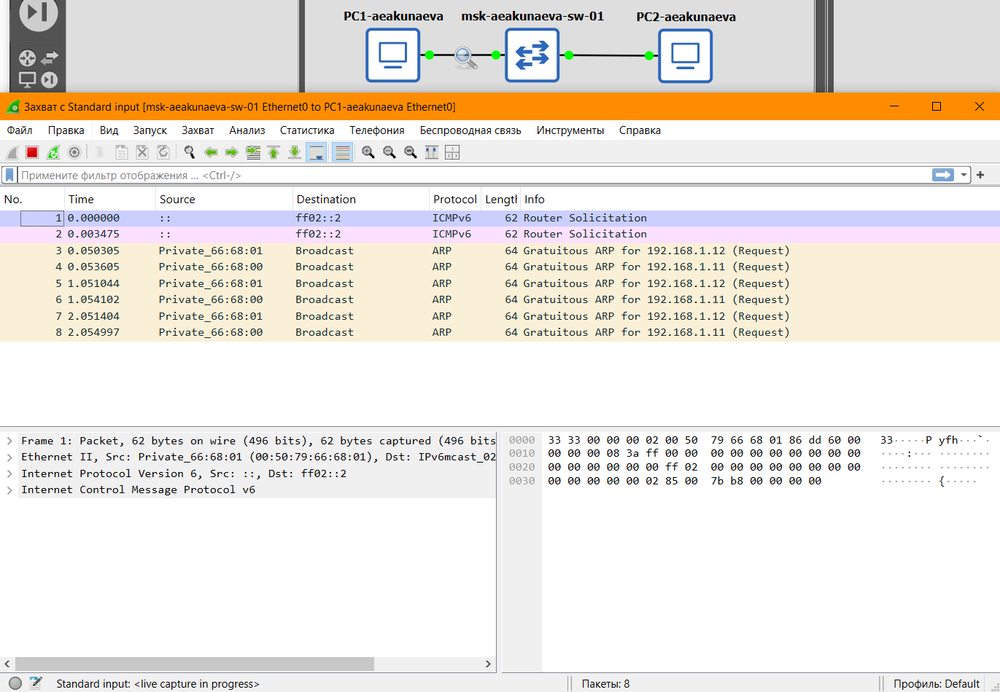 PC1-aeakunaeva msk-aeakunaeva-sw-01 PC2-aeakunaeva
Захват с Standard input [msk-aeakunaeva-sw-01 Ethernet0 to PC1-aeakunaeva Ethernet0]
Файл Правка Вид Запуск Захват Анализ Статистика Телефония Беспроводная связь Инструменты Справка
Примените фильтр отображения ... <Ctrl-/>
No. Time Source Destination Protocol Length Info
1 0.000000 :: ff02::2 ICMPv6 62 Router Solicitation
2 0.003475 :: ff02::2 ICMPv6 62 Router Solicitation
3 0.050305 Private_66:68:01 Broadcast ARP 64 Gratuitous ARP for 192.168.1.12 (Request)
4 0.053605 Private_66:68:00 Broadcast ARP 64 Gratuitous ARP for 192.168.1.11 (Request)
5 1.051044 Private_66:68:01 Broadcast ARP 64 Gratuitous ARP for 192.168.1.12 (Request)
6 1.054102 Private_66:68:00 Broadcast ARP 64 Gratuitous ARP for 192.168.1.11 (Request)
7 2.051404 Private_66:68:01 Broadcast ARP 64 Gratuitous ARP for 192.168.1.12 (Request)
8 2.054997 Private_66:68:00 Broadcast ARP 64 Gratuitous ARP for 192.168.1.11 (Request)
Frame 1: Packet, 62 bytes on wire (496 bits), 62 bytes captured (496 bits
Ethernet II, Src: Private_66:68:01 (00:50:79:66:68:01), Dst: IPv6mcast_02
Internet Protocol Version 6, Src: ::, Dst: ff02::2
Internet Control Message Protocol v6
0000 33 33 00 00 00 02 00 50 79 66 68 01 86 dd 60 00 33·····P yfh···`·
0010 00 00 00 08 3a ff 00 00 00 00 00 00 00 00 00 00 ····:··· ········
0020 00 00 00 00 00 00 ff 02 00 00 00 00 00 00 00 00 ········ ········
0030 00 00 00 00 00 02 85 00 7b b8 00 00 00 00 ········ {·····
Standard input: <live capture in progress> Пакеты: 8 Профиль: Default